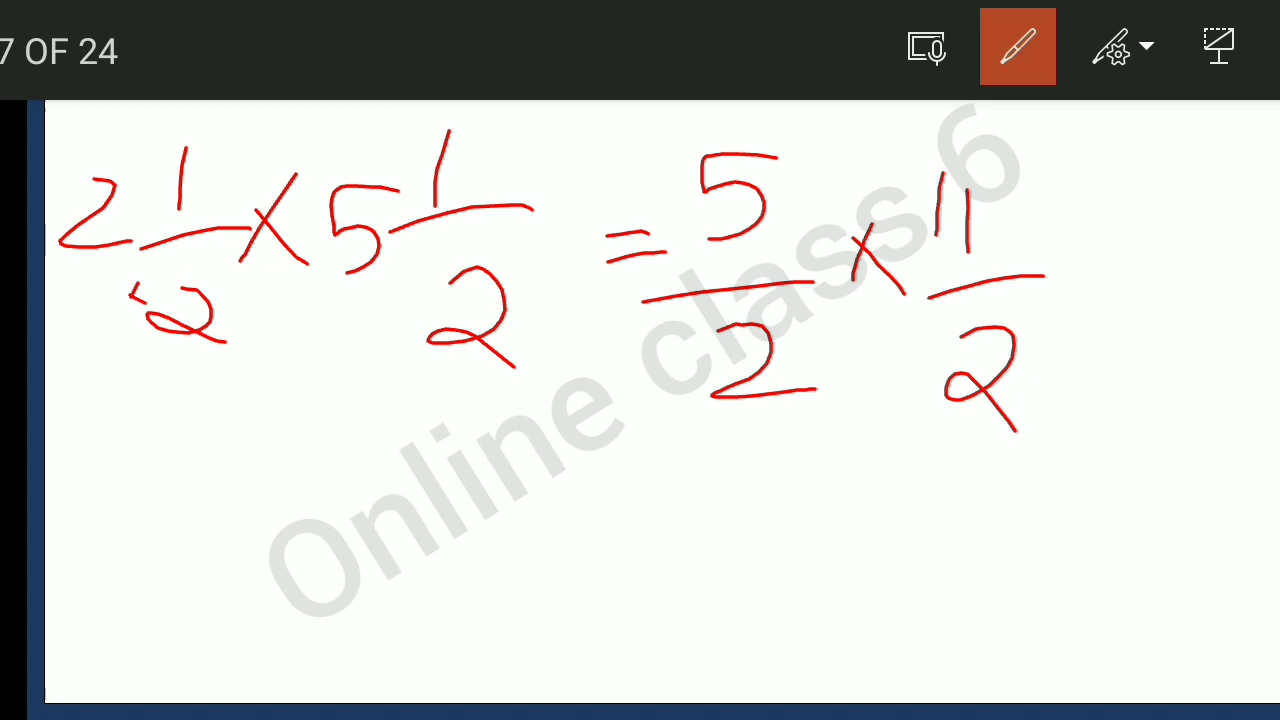 7 OF 24
2 1/2 × 5 1/2 = 5/2 × 11/2
Online class 6